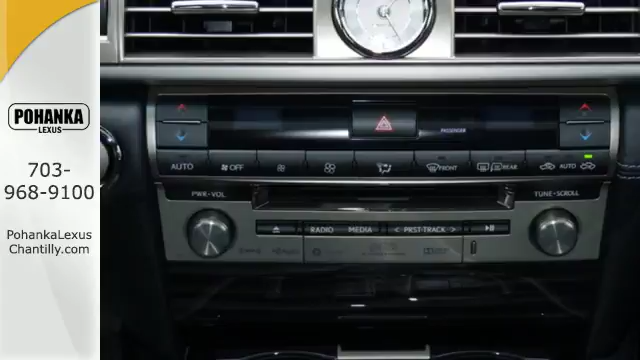 POHANKA
LEXUS
703-
968-9100
PohankaLexus
Chantilly.com
PASSENGER
AUTO OFF FRONT REAR AUTO
PWR•VOL TUNE•SCROLL
RADIO MEDIA < PRST•TRACK >